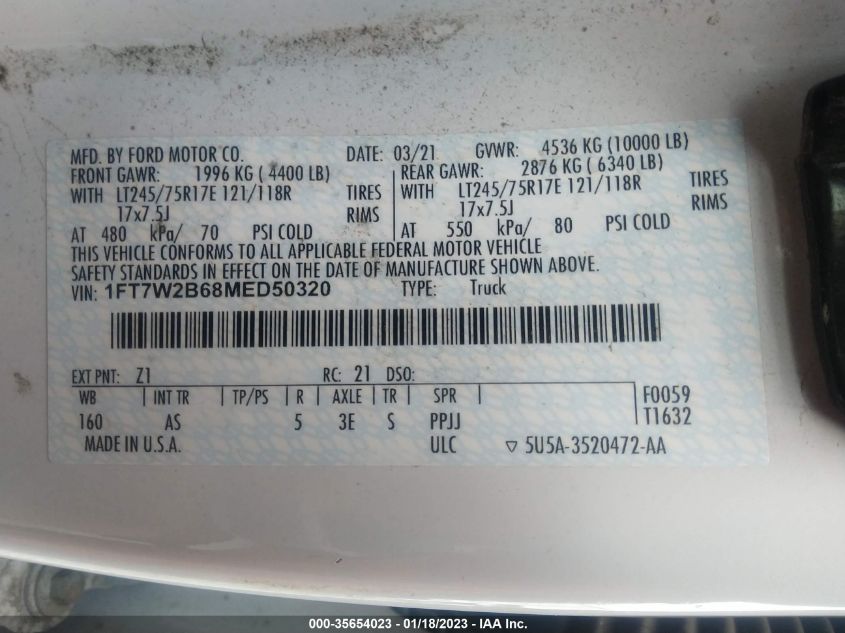 MFD. BY FORD MOTOR CO. DATE: 03/21 GVWR: 4536 KG (10000 LB)
FRONT GAWR: 1996 KG ( 4400 LB) REAR GAWR: 2876 KG ( 6340 LB)
WITH LT245/75R17E 121/118R TIRES WITH LT245/75R17E 121/118R TIRES
17x7.5J RIMS 17x7.5J RIMS
AT 480 kPa/ 70 PSI COLD AT 550 kPa/ 80 PSI COLD
THIS VEHICLE CONFORMS TO ALL APPLICABLE FEDERAL MOTOR VEHICLE
SAFETY STANDARDS IN EFFECT ON THE DATE OF MANUFACTURE SHOWN ABOVE.
VIN: 1FT7W2B68MED50320 TYPE: Truck
EXT PNT: Z1 RC: 21 DSO:
WB INT TR TP/PS R AXLE TR SPR F0059
160 AS 5 3E S PPJJ T1632
MADE IN U.S.A. ULC ▽ 5U5A-3520472-AA
000-35654023 — 01/18/2023 — IAA Inc.